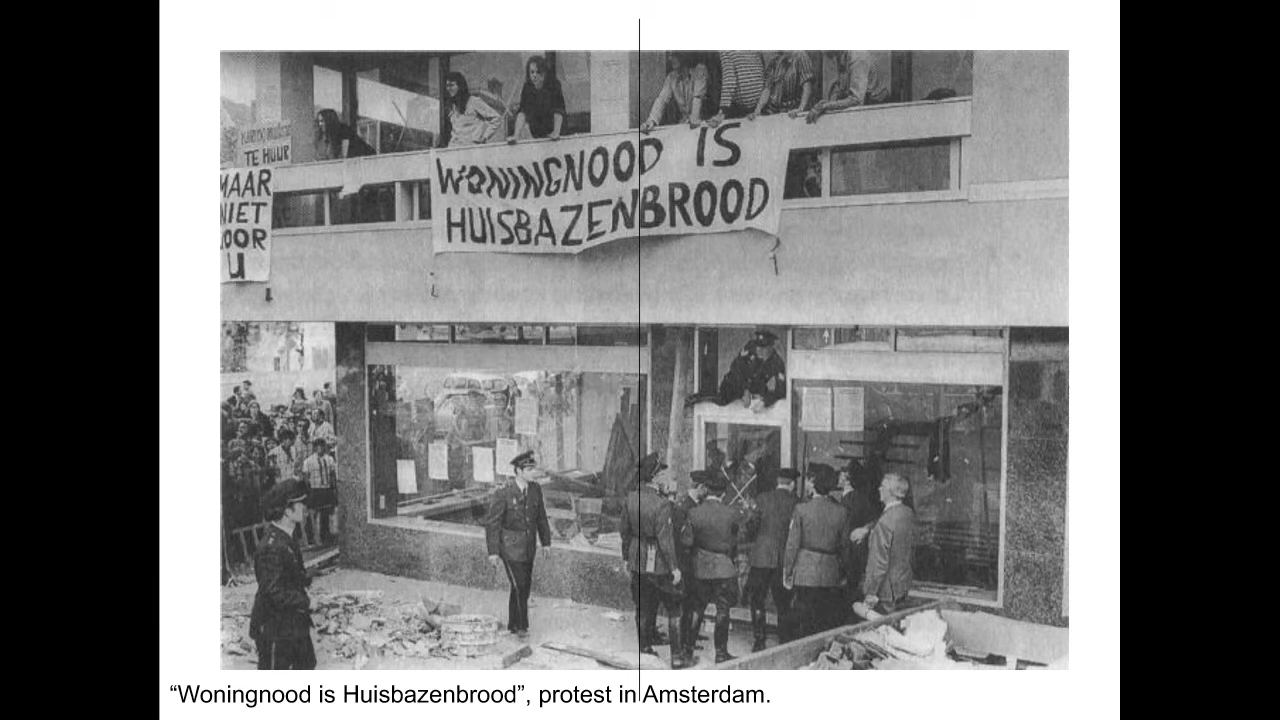 TE HUUR
MAAR
NIET
VOOR
U
WONINGNOOD IS
HUISBAZENBROOD
“Woningnood is Huisbazenbrood”, protest in Amsterdam.